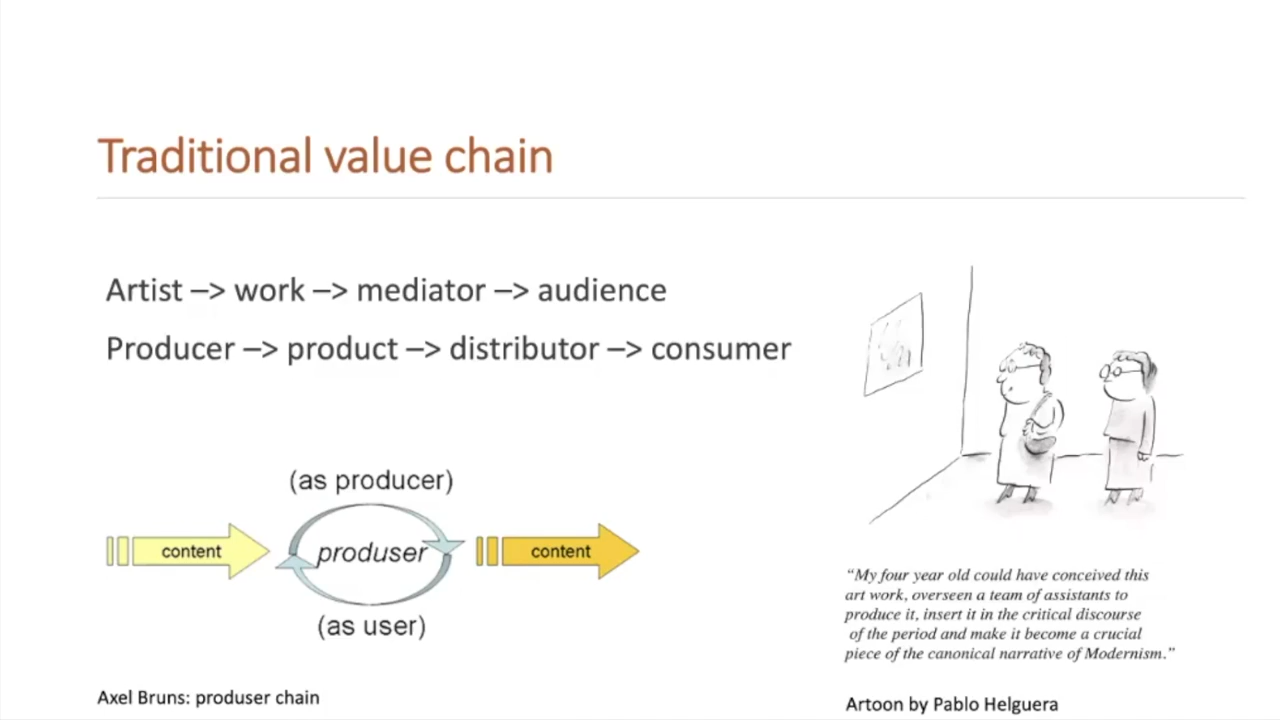 Traditional value chain
Artist –> work –> mediator –> audience
Producer –> product –> distributor –> consumer
(as producer)
content
produser
content
(as user)
Axel Bruns: produser chain
“My four year old could have conceived this
art work, overseen a team of assistants to
produce it, insert it in the critical discourse
of the period and make it become a crucial
piece of the canonical narrative of Modernism.”
Artoon by Pablo Helguera